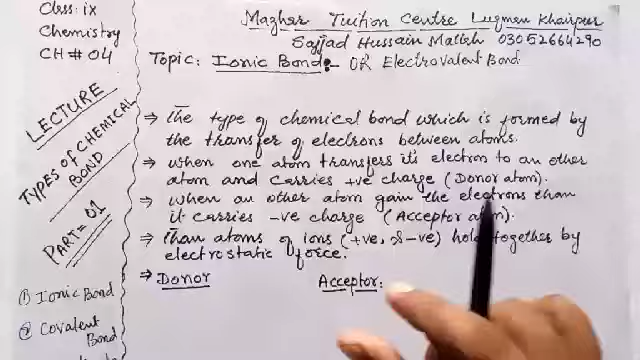 Class: ix
Chemistry
CH # 04
LECTURE
TYPES OF CHEMICAL
BOND
PART= 01
① Ionic Bond
② Covalent
Bond
Mazhar Tuition Centre Luqman Khairpur
Sajjad Hussain Mallah 03052664290
Topic: Ionic Bond:- OR Electrovalent Bond
⇒ The type of chemical bond which is formed by
the transfer of electrons between atoms.
⇒ when one atom transfers its electron to an other
atom and carries +ve charge (Donor atom).
⇒ when an other atom gain the electrons than
it carries -ve charge (Acceptor atom).
⇒ Than atoms of ions (+ve, & -ve) hold together by
electrostatic force.
⇒ Donor Acceptor: